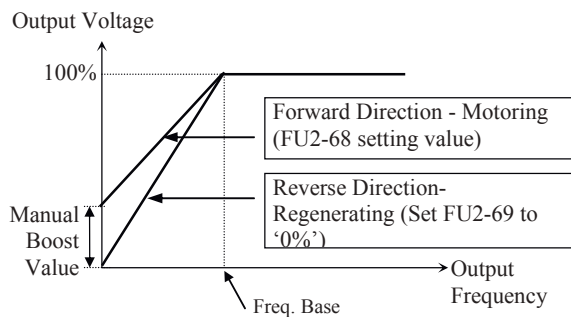 Output Voltage
100%
Forward Direction - Motoring
(FU2-68 setting value)
Reverse Direction-
Regenerating (Set FU2-69 to
‘0%’)
Manual
Boost
Value
Output
Frequency
Freq. Base